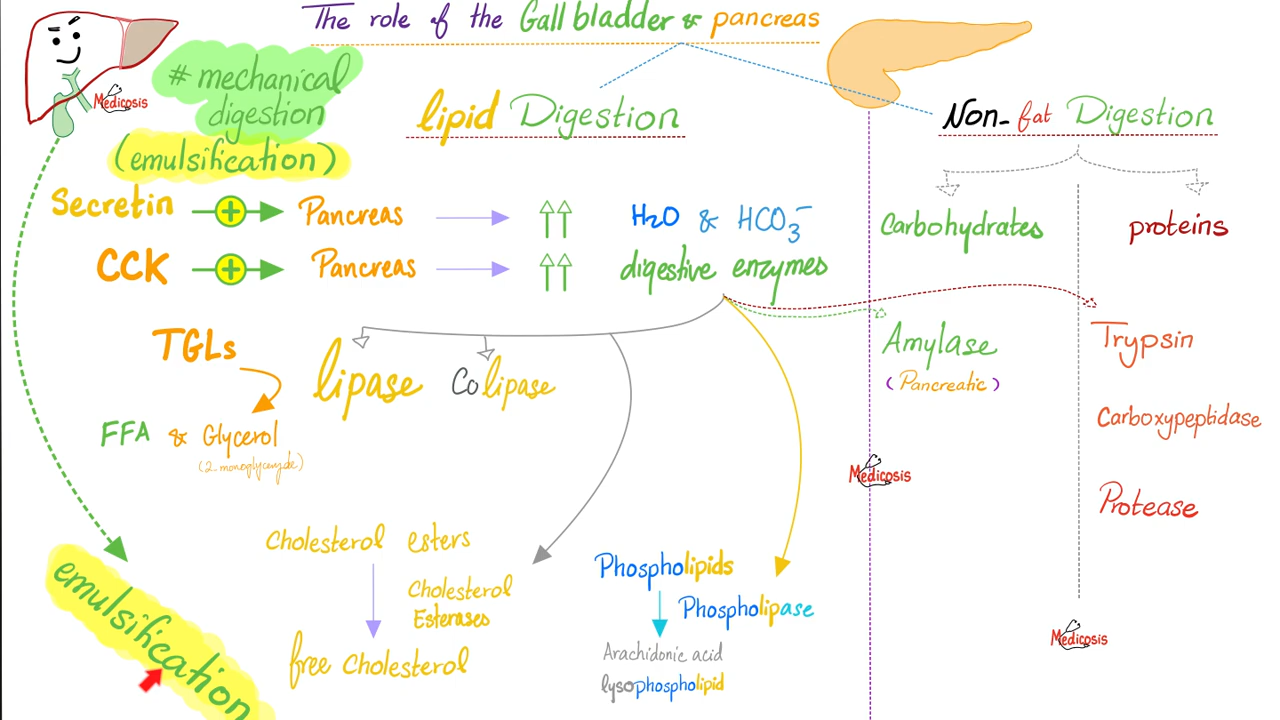 The role of the Gallbladder & pancreas
# mechanical
digestion
(emulsification)
Medicosis
lipid Digestion
Non-fat Digestion
Secretin + Pancreas ↑↑ H2O & HCO3-
CCK + Pancreas ↑↑ digestive enzymes
Carbohydrates
proteins
TGLs
lipase
Colipase
FFA & Glycerol
(2-monoglyceride)
Amylase
(Pancreatic)
Trypsin
Carboxypeptidase
Protease
Medicosis
emulsification
Cholesterol esters
Cholesterol
Esterases
free Cholesterol
Phospholipids
Phospholipase
Arachidonic acid
lysophospholipid
Medicosis